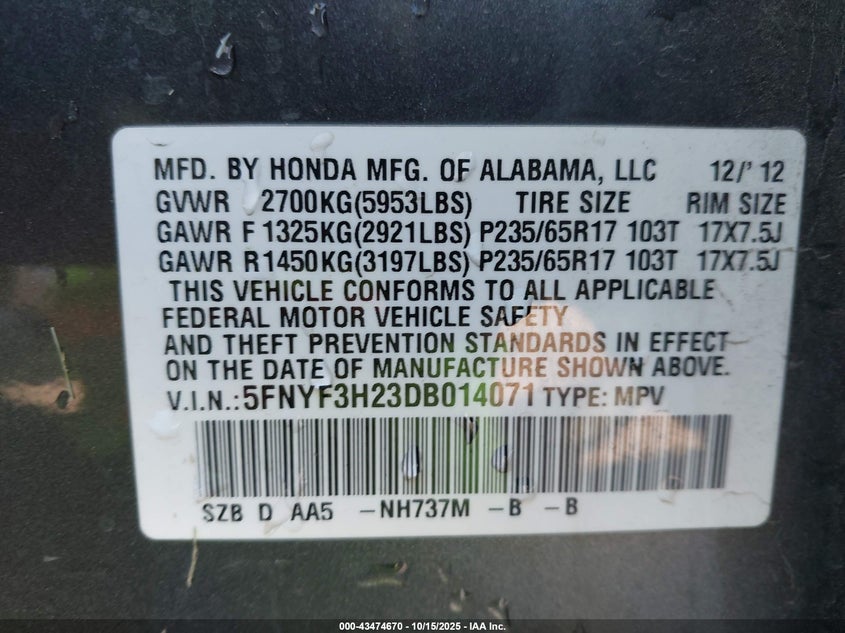 MFD. BY HONDA MFG. OF ALABAMA, LLC 12/' 12
GVWR 2700KG(5953LBS) TIRE SIZE RIM SIZE
GAWR F 1325KG(2921LBS) P235/65R17 103T 17X7.5J
GAWR R1450KG(3197LBS) P235/65R17 103T 17X7.5J
THIS VEHICLE CONFORMS TO ALL APPLICABLE
FEDERAL MOTOR VEHICLE SAFETY
AND THEFT PREVENTION STANDARDS IN EFFECT
ON THE DATE OF MANUFACTURE SHOWN ABOVE.
V.I.N.:5FNYF3H23DB014071 TYPE: MPV
SZB D AA5 -NH737M -B -B
000-43474670 - 10/15/2025 - IAA Inc.